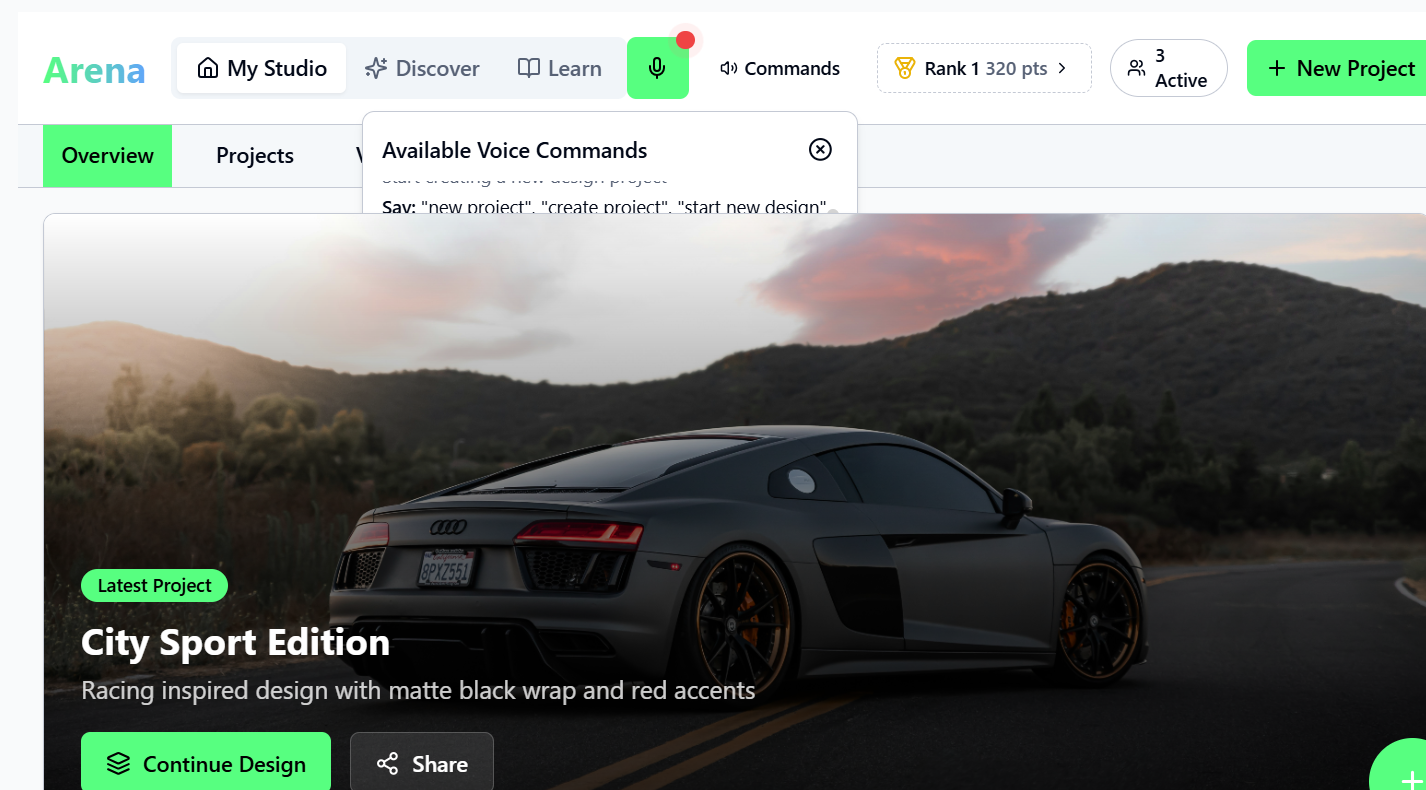 Arena
My Studio
Discover
Learn
Commands
Rank 1 320 pts
3
Active
New Project
Overview
Projects
Available Voice Commands
Start creating a new design project
Say: "new project", "create project", "start new design"
8PXZ551
Latest Project
City Sport Edition
Racing inspired design with matte black wrap and red accents
Continue Design
Share